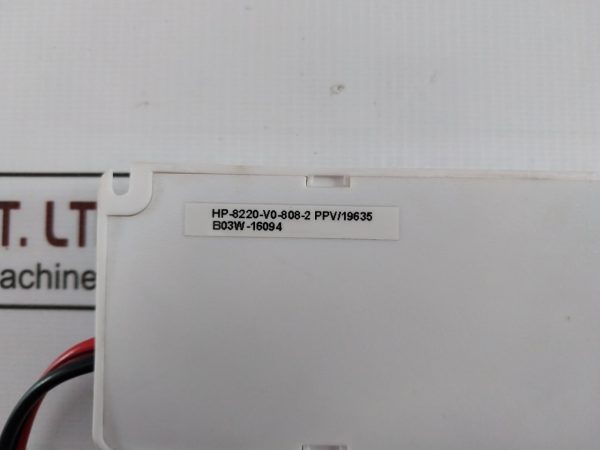 HP-8220-V0-808-2 PPV/19635
B03W-16094
T. LT
achine